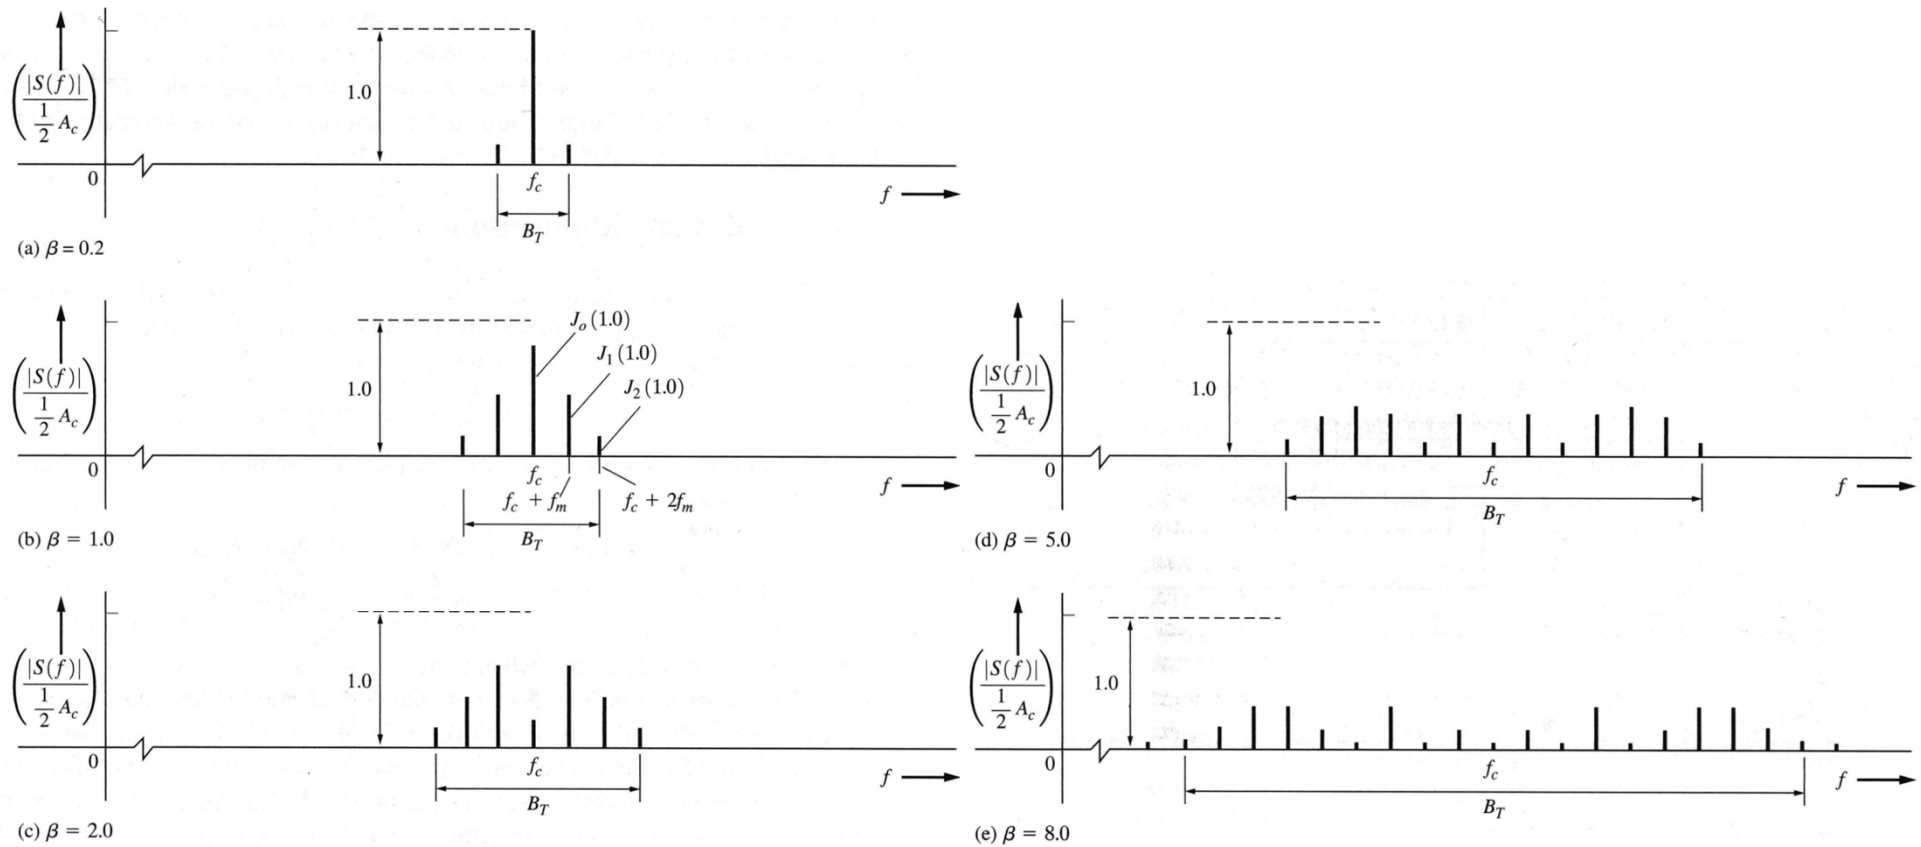 |S(f)|
1/2 A_c
1.0
0
f_c
f
B_T
(a) β = 0.2
|S(f)|
1/2 A_c
1.0
J_o (1.0)
J_1 (1.0)
J_2 (1.0)
0
f_c
f_c + f_m
f_c + 2f_m
f
B_T
(b) β = 1.0
|S(f)|
1/2 A_c
1.0
0
f_c
f
B_T
(c) β = 2.0
|S(f)|
1/2 A_c
1.0
0
f_c
f
B_T
(d) β = 5.0
|S(f)|
1/2 A_c
1.0
0
f_c
f
B_T
(e) β = 8.0